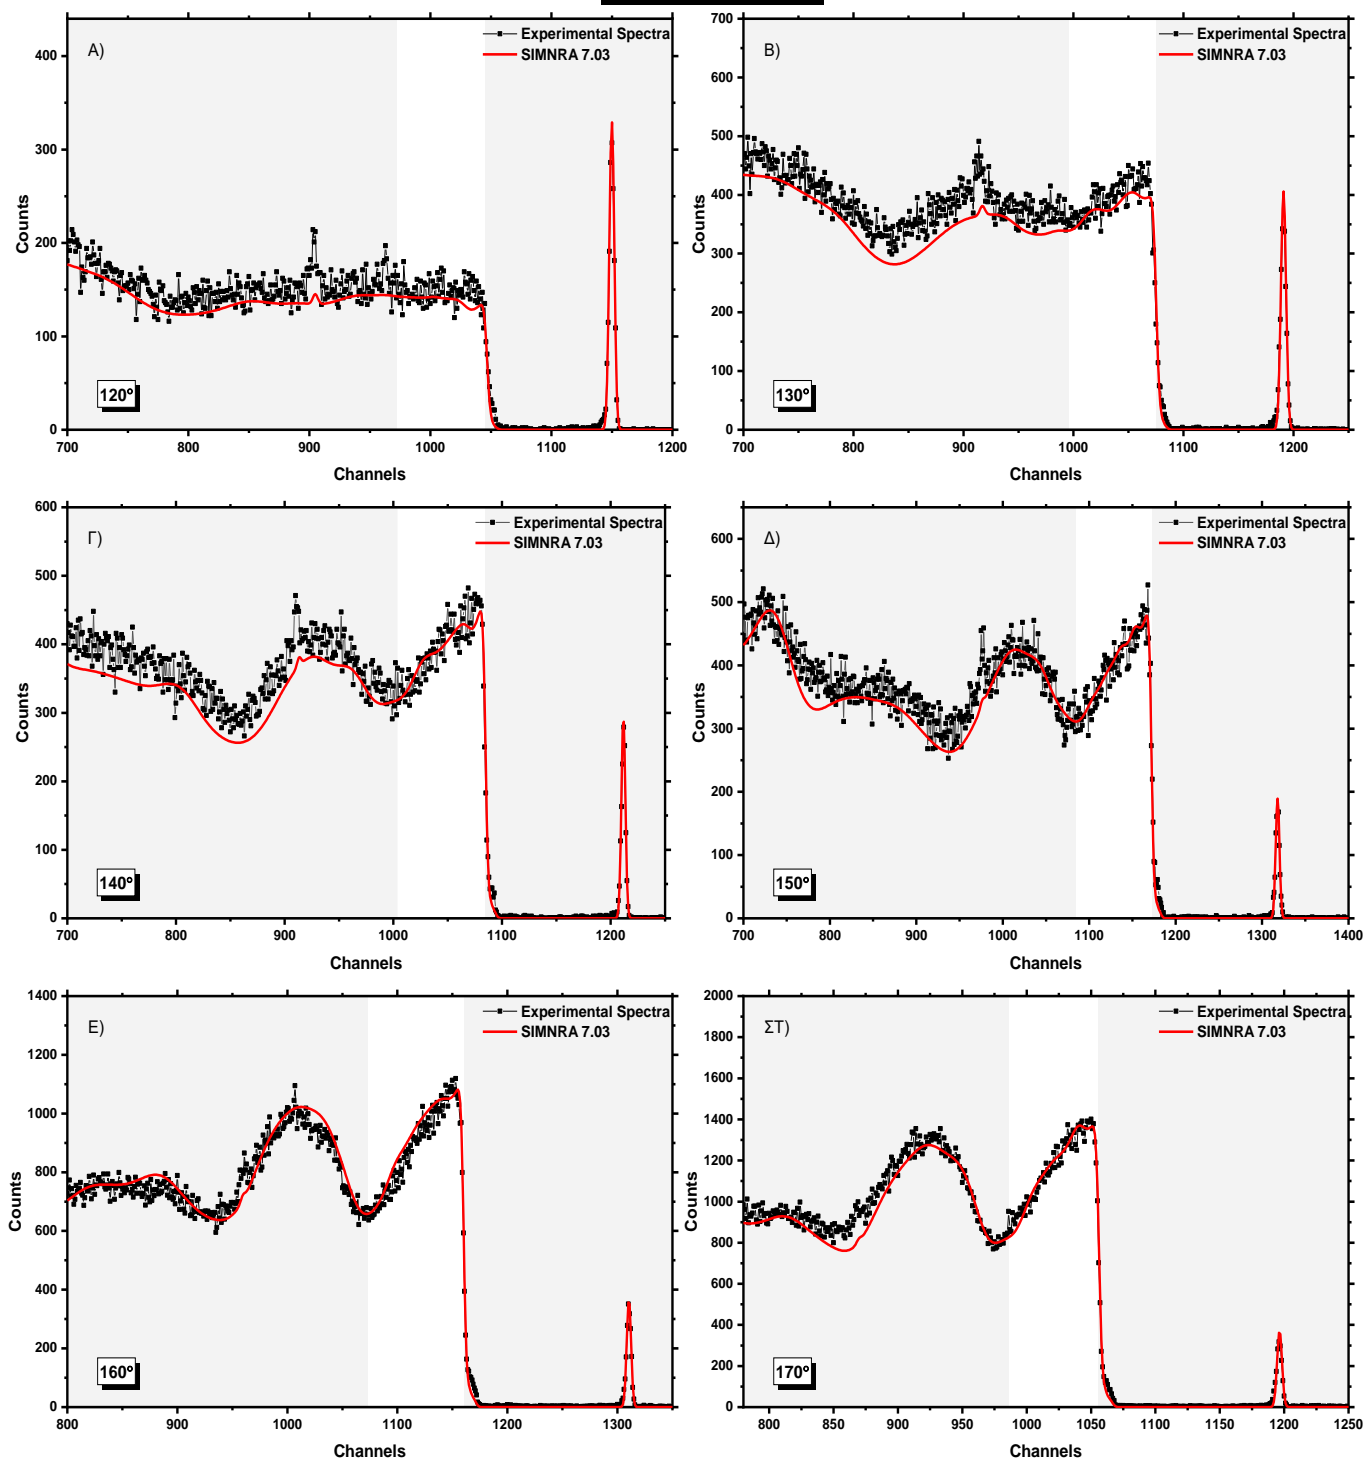 A)
Experimental Spectra
SIMNRA 7.03
400
300
200
100
0
Counts
120°
700 800 900 1000 1100 1200
Channels
B)
Experimental Spectra
SIMNRA 7.03
700
600
500
400
300
200
100
0
Counts
130°
700 800 900 1000 1100 1200
Channels
Γ)
Experimental Spectra
SIMNRA 7.03
600
500
400
300
200
100
0
Counts
140°
700 800 900 1000 1100 1200
Channels
Δ)
Experimental Spectra
SIMNRA 7.03
600
500
400
300
200
100
0
Counts
150°
700 800 900 1000 1100 1200 1300 1400
Channels
E)
Experimental Spectra
SIMNRA 7.03
1400
1200
1000
800
600
400
200
0
Counts
160°
800 900 1000 1100 1200 1300
Channels
ΣΤ)
Experimental Spectra
SIMNRA 7.03
2000
1800
1600
1400
1200
1000
800
600
400
200
0
Counts
170°
800 850 900 950 1000 1050 1100 1150 1200 1250
Channels